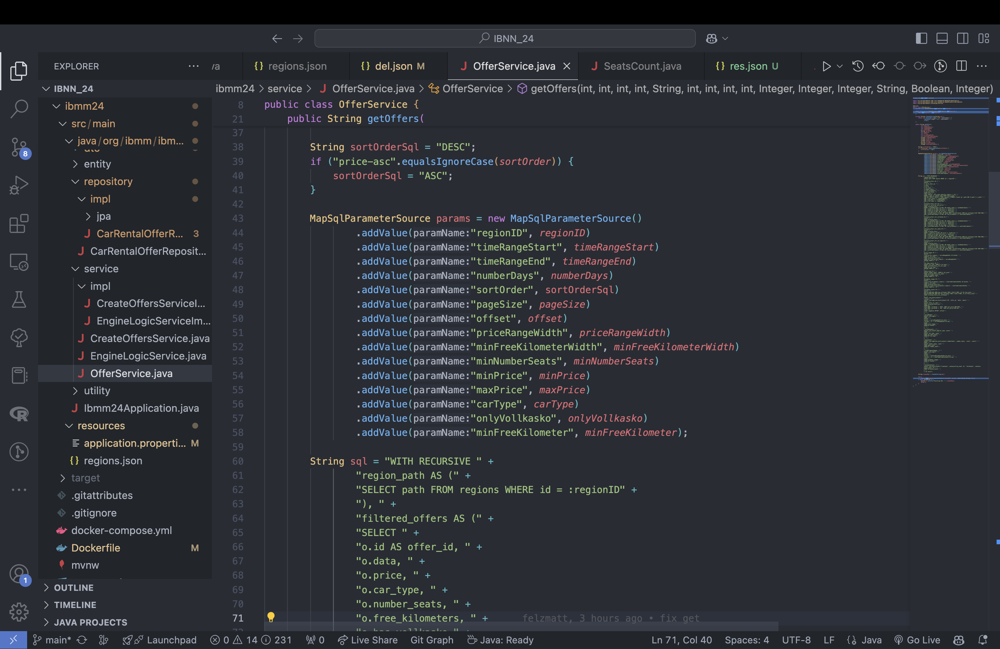 IBNN_24
EXPLORER
va
regions.json
del.json M
OfferService.java
SeatsCount.java
res.json U
IBNN_24
ibmm24 > service > OfferService.java > OfferService > getOffers(int, int, int, int, String, int, int, int, int, Integer, Integer, Integer, String, Boolean, Integer)
ibmm24
src/main
java/org/ibmm/ibm...
entity
repository
impl
jpa
CarRentalOfferR... 3
CarRentalOfferReposit...
service
impl
CreateOffersServiceI...
EngineLogicServiceIm...
CreateOffersService.java
EngineLogicService.java
OfferService.java
utility
Ibmm24Application.java
resources
application.properti... M
regions.json
target
.gitattributes
.gitignore
docker-compose.yml
Dockerfile M
mvnw
OUTLINE
TIMELINE
JAVA PROJECTS
8
1
8 public class OfferService {
21 public String getOffers(
37
38 String sortOrderSql = "DESC";
39 if ("price-asc".equalsIgnoreCase(sortOrder)) {
40 sortOrderSql = "ASC";
41 }
42
43 MapSqlParameterSource params = new MapSqlParameterSource()
44 .addValue(paramName:"regionID", regionID)
45 .addValue(paramName:"timeRangeStart", timeRangeStart)
46 .addValue(paramName:"timeRangeEnd", timeRangeEnd)
47 .addValue(paramName:"numberDays", numberDays)
48 .addValue(paramName:"sortOrder", sortOrderSql)
49 .addValue(paramName:"pageSize", pageSize)
50 .addValue(paramName:"offset", offset)
51 .addValue(paramName:"priceRangeWidth", priceRangeWidth)
52 .addValue(paramName:"minFreeKilometerWidth", minFreeKilometerWidth)
53 .addValue(paramName:"minNumberSeats", minNumberSeats)
54 .addValue(paramName:"minPrice", minPrice)
55 .addValue(paramName:"maxPrice", maxPrice)
56 .addValue(paramName:"carType", carType)
57 .addValue(paramName:"onlyVollkasko", onlyVollkasko)
58 .addValue(paramName:"minFreeKilometer", minFreeKilometer);
59
60 String sql = "WITH RECURSIVE " +
61 "region_path AS (" +
62 "SELECT path FROM regions WHERE id = :regionID" +
63 "), " +
64 "filtered_offers AS (" +
65 "SELECT " +
66 "o.id AS offer_id, " +
67 "o.data, " +
68 "o.price, " +
69 "o.car_type, " +
70 "o.number_seats, " +
71 "o.free_kilometers, " + felzmatt, 3 hours ago • fix get
main* Launchpad 0 14 231 0 Live Share Git Graph Java: Ready Ln 71, Col 40 Spaces: 4 UTF-8 LF Java Go Live